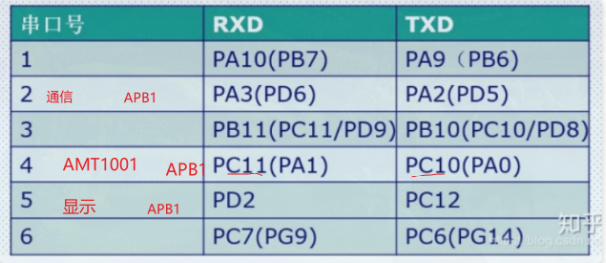 串口号 RXD TXD
1 PA10(PB7) PA9（PB6)
2 通信 APB1 PA3(PD6) PA2(PD5)
3 PB11(PC11/PD9) PB10(PC10/PD8)
4 AMT1001 APB1 PC11(PA1) PC10(PA0)
5 显示 APB1 PD2 PC12
6 PC7(PG9) PC6(PG14)
知乎